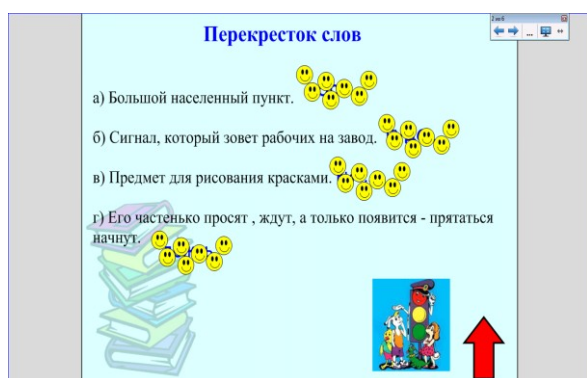 Перекресток слов
а) Большой населенный пункт.
б) Сигнал, который зовет рабочих на завод.
в) Предмет для рисования красками.
г) Его частенько просят , ждут, а только появится - прятаться
начнут.